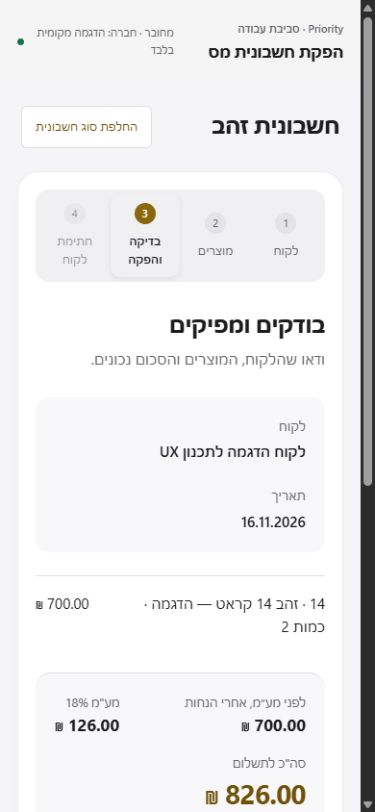 Priority · סביבת עבודה
הפקת חשבונית מס
מחובר · חברה: הדגמה מקומית
בלבד
חשבונית זהב
החלפת סוג חשבונית
1
לקוח
2
מוצרים
3
בדיקה
והפקה
4
חתימת
לקוח
בודקים ומפיקים
ודאו שהלקוח, המוצרים והסכום נכונים.
לקוח
לקוח הדגמה לתכנון UX
תאריך
16.11.2026
14 · זהב 14 קראט — הדגמה ·
כמות 2
700.00 ₪
לפני מע״מ, אחרי הנחות
700.00 ₪
מע"מ 18%
126.00 ₪
סה"כ לתשלום
826.00 ₪